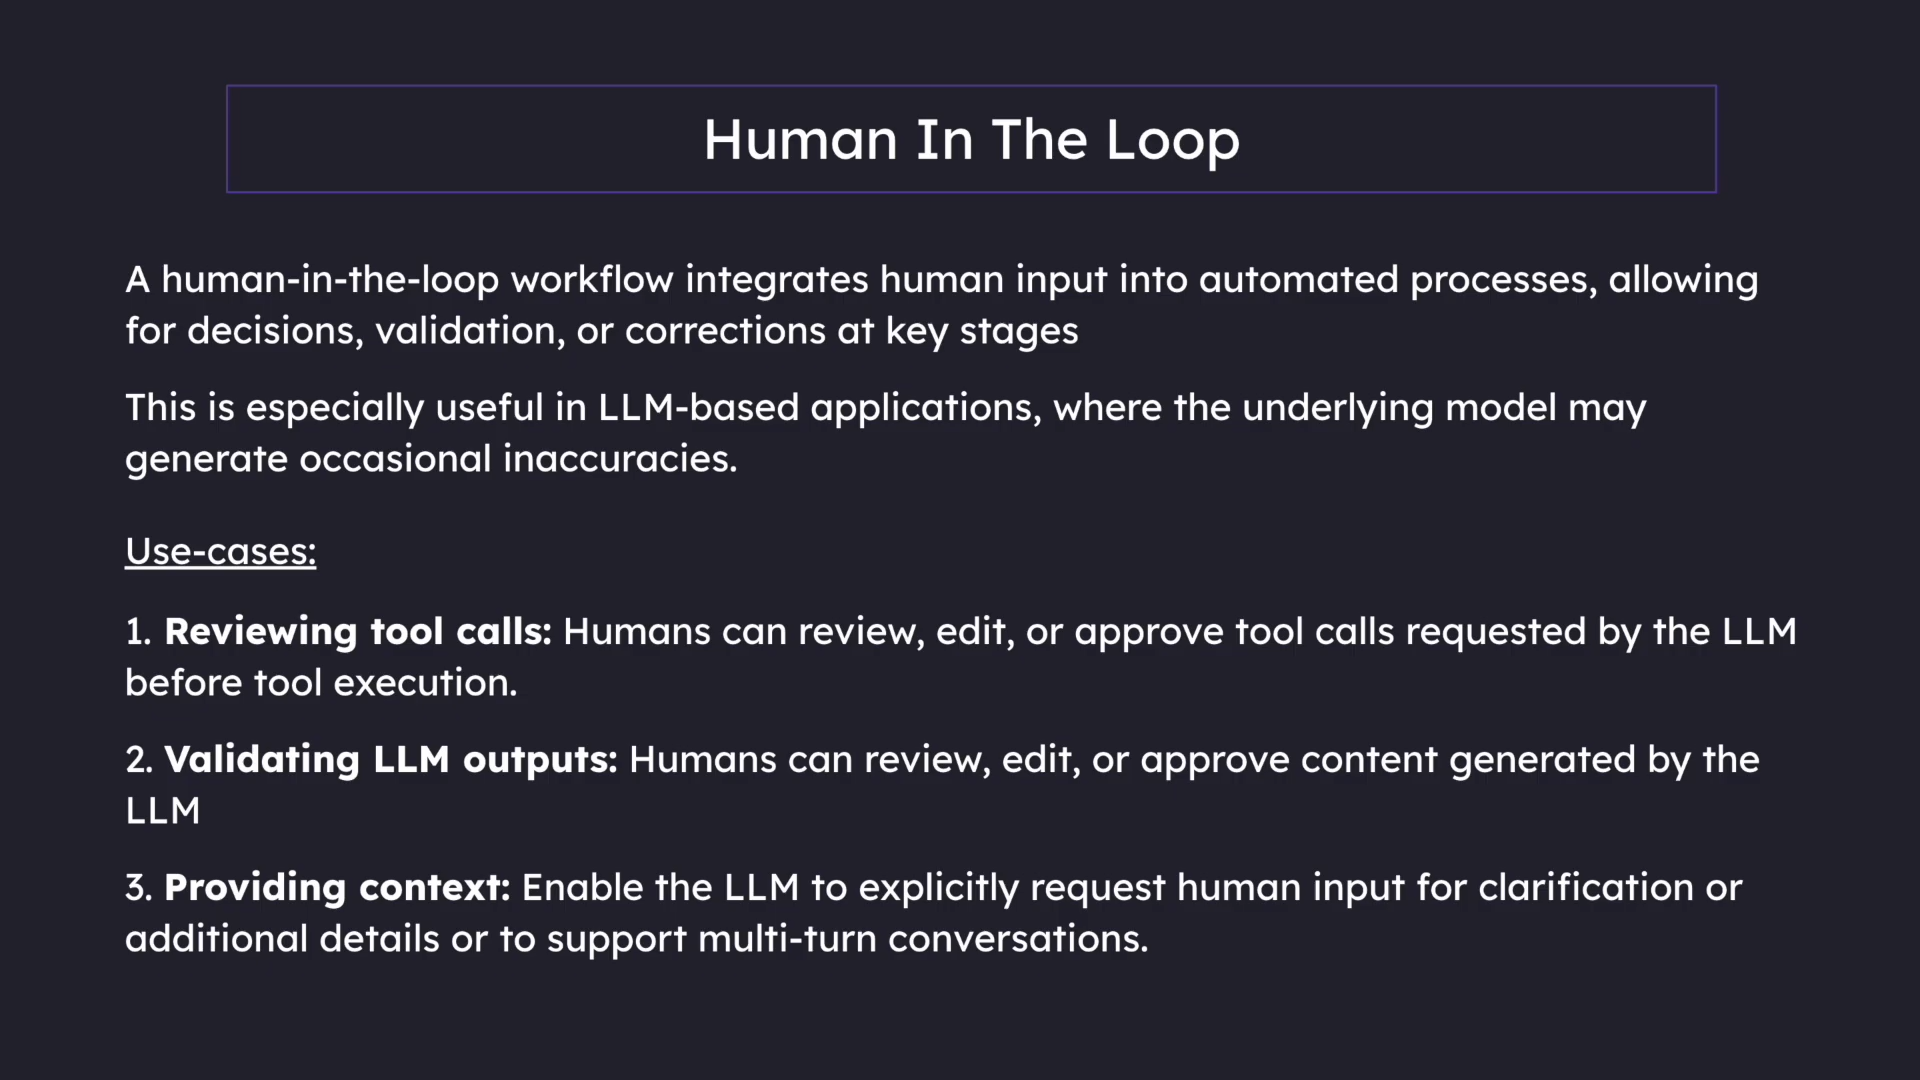 Human In The Loop
A human-in-the-loop workflow integrates human input into automated processes, allowing
for decisions, validation, or corrections at key stages
This is especially useful in LLM-based applications, where the underlying model may
generate occasional inaccuracies.
Use-cases:
1. Reviewing tool calls: Humans can review, edit, or approve tool calls requested by the LLM
before tool execution.
2. Validating LLM outputs: Humans can review, edit, or approve content generated by the
LLM
3. Providing context: Enable the LLM to explicitly request human input for clarification or
additional details or to support multi-turn conversations.